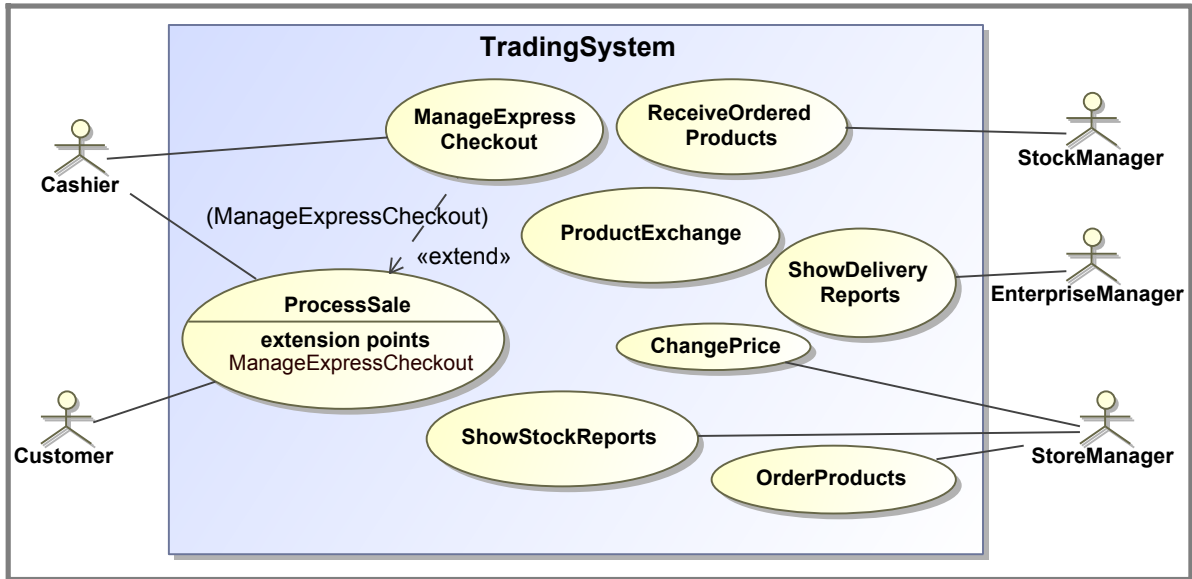 TradingSystem
ManageExpress
Checkout
ReceiveOrdered
Products
Cashier
StockManager
(ManageExpressCheckout)
«extend»
ProductExchange
ShowDelivery
Reports
EnterpriseManager
ProcessSale
extension points
ManageExpressCheckout
ChangePrice
Customer
ShowStockReports
StoreManager
OrderProducts